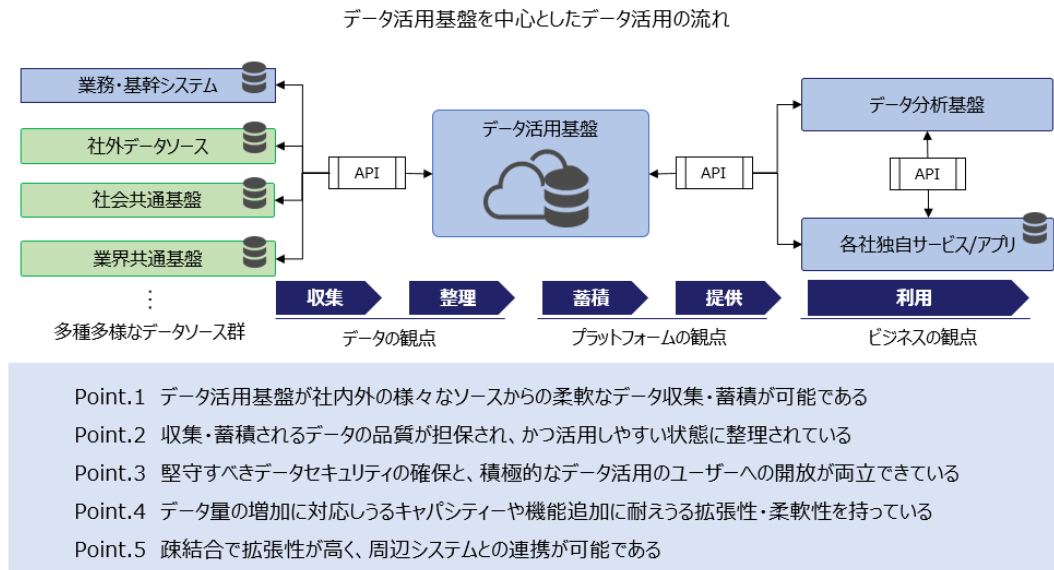 データ活用基盤を中心としたデータ活用の流れ
業務・基幹システム
社外データソース
社会共通基盤
業界共通基盤
⋮
多種多様なデータソース群
API
データ活用基盤
API
データ分析基盤
API
各社独自サービス/アプリ
収集
整理
蓄積
提供
利用
データの観点
プラットフォームの観点
ビジネスの観点
Point.1 データ活用基盤が社内外の様々なソースからの柔軟なデータ収集・蓄積が可能である
Point.2 収集・蓄積されるデータの品質が担保され、かつ活用しやすい状態に整理されている
Point.3 堅守すべきデータセキュリティの確保と、積極的なデータ活用のユーザーへの開放が両立できている
Point.4 データ量の増加に対応しうるキャパシティーや機能追加に耐えうる拡張性・柔軟性を持っている
Point.5 疎結合で拡張性が高く、周辺システムとの連携が可能である